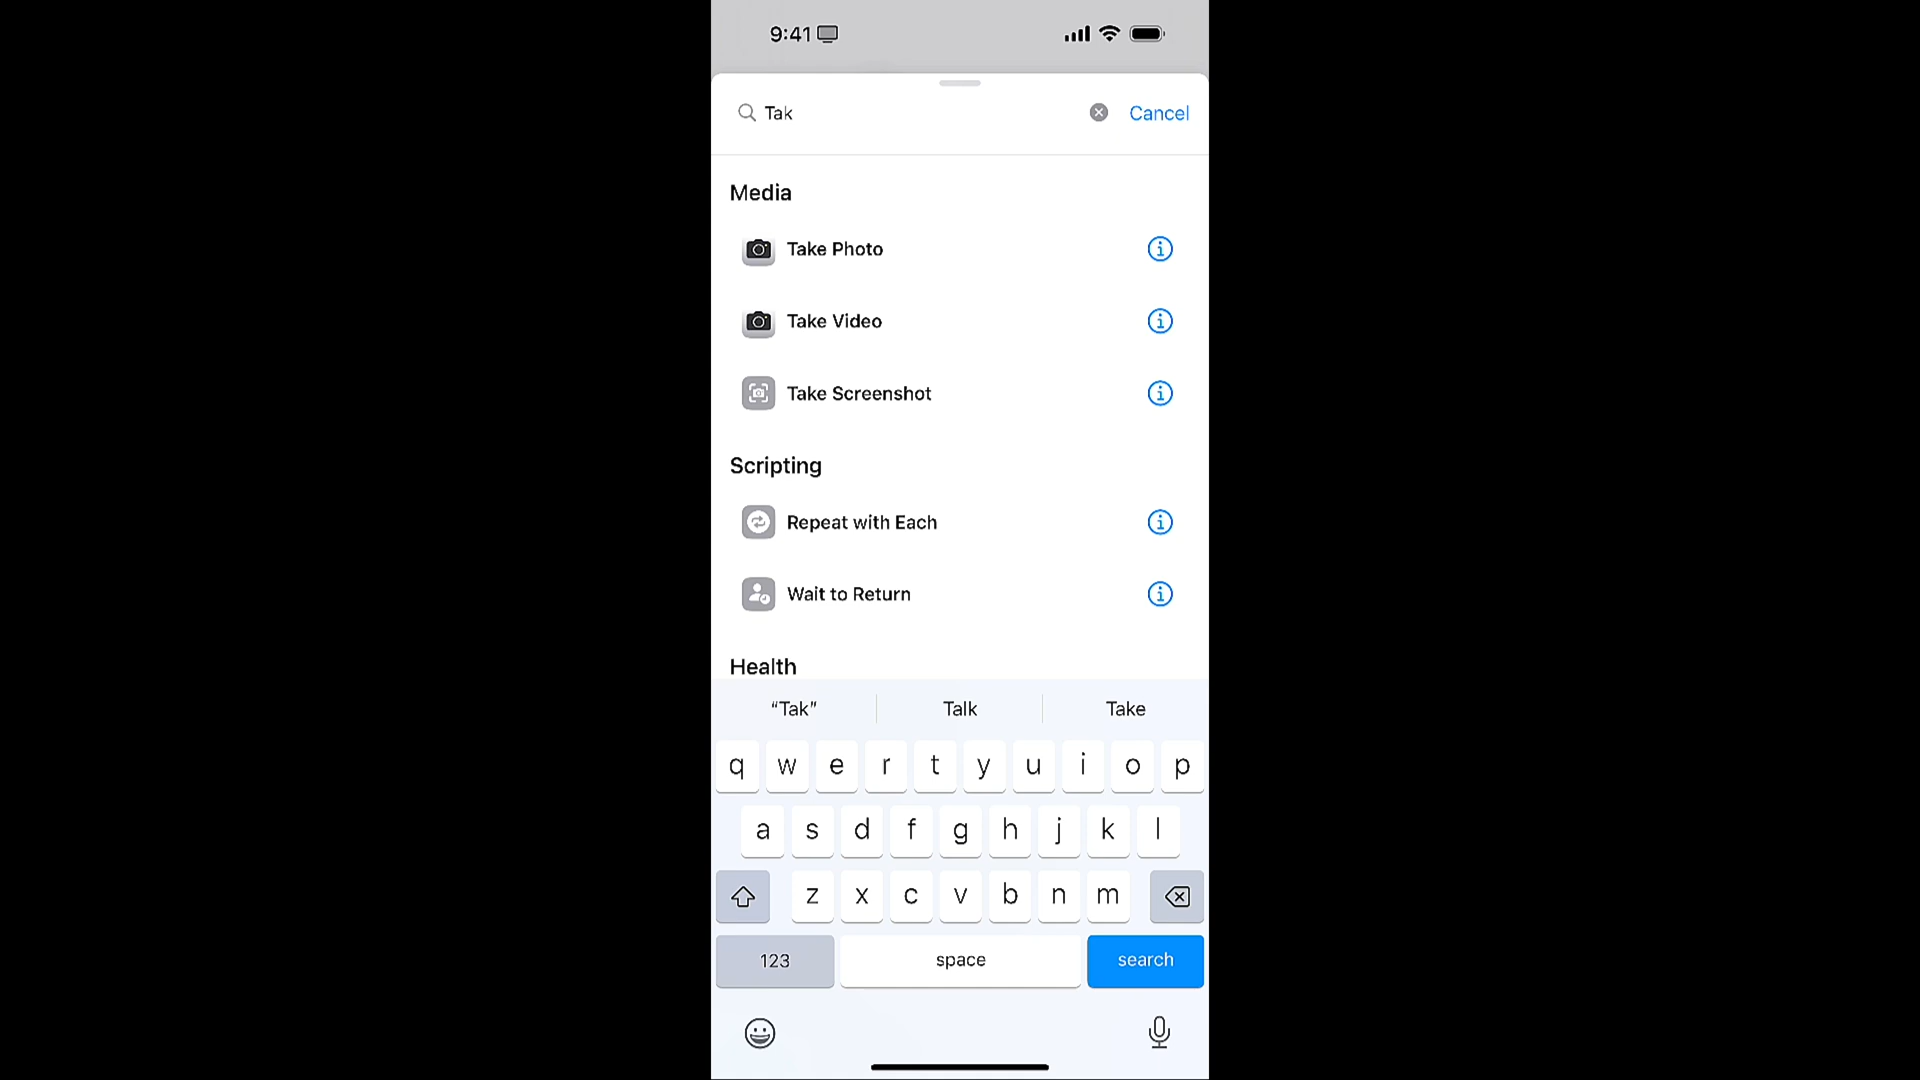 9:41
Tak
Cancel
Media
Take Photo
Take Video
Take Screenshot
Scripting
Repeat with Each
Wait to Return
Health
“Tak” Talk Take
q w e r t y u i o p
a s d f g h j k l
z x c v b n m
123 space search